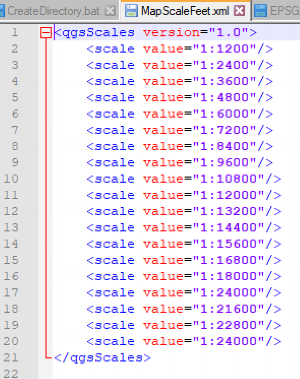 CreateDirectory.bat MapScaleFeet.xml EPSG
1 <qgsScales version="1.0">
2 <scale value="1:1200"/>
3 <scale value="1:2400"/>
4 <scale value="1:3600"/>
5 <scale value="1:4800"/>
6 <scale value="1:6000"/>
7 <scale value="1:7200"/>
8 <scale value="1:8400"/>
9 <scale value="1:9600"/>
10 <scale value="1:10800"/>
11 <scale value="1:12000"/>
12 <scale value="1:13200"/>
13 <scale value="1:14400"/>
14 <scale value="1:15600"/>
15 <scale value="1:16800"/>
16 <scale value="1:18000"/>
17 <scale value="1:24000"/>
18 <scale value="1:21600"/>
19 <scale value="1:22800"/>
20 <scale value="1:24000"/>
21 </qgsScales>
22